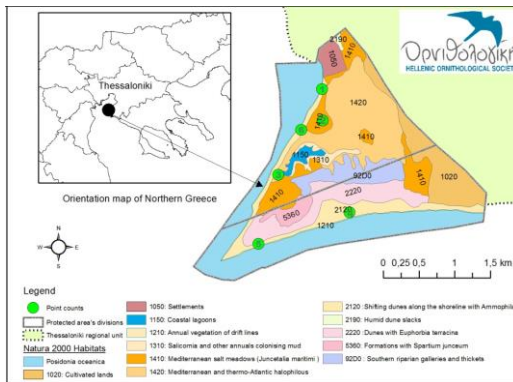 Thessaloniki
Orientation map of Northern Greece
Ορνιθολογική
HELLENIC ORNITHOLOGICAL SOCIETY
2190
1050
1410
1420
1410
1150
1310
1410
92D0
2220
1410
1020
5360
2120
1210
N
W
E
S
0 0,25 0,5 1 1,5 km
Legend
Point counts
Protected area's divisions
Thessaloniki regional unit
Natura 2000 Habitats
Posidonia oceanica
1020: Cultivated lands
1050: Settlements
1150: Coastal lagoons
1210: Annual vegetation of drift lines
1310: Salicornia and other annuals colonising mud
1410: Mediterranean salt meadows (Juncetalia maritimi )
1420: Mediterranean and thermo-Atlantic halophilous
2120: Shifting dunes along the shoreline with Ammophila
2190: Humid dune slacks
2220: Dunes with Euphorbia terracina
5360: Formations with Spartium junceum
92D0: Southern riparian galleries and thickets